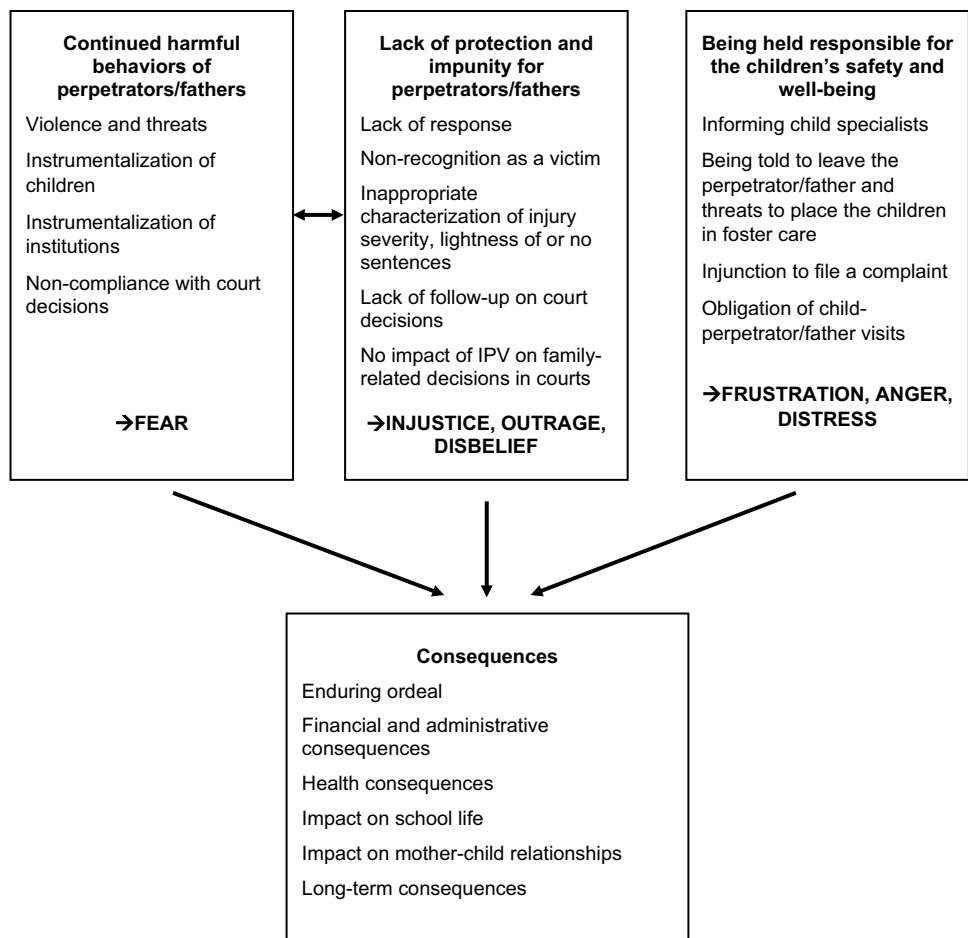 Continued harmful
behaviors of
perpetrators/fathers
Violence and threats
Instrumentalization of
children
Instrumentalization of
institutions
Non-compliance with court
decisions
→FEAR
Lack of protection and
impunity for
perpetrators/fathers
Lack of response
Non-recognition as a victim
Inappropriate
characterization of injury
severity, lightness of or no
sentences
Lack of follow-up on court
decisions
No impact of IPV on family-
related decisions in courts
→INJUSTICE, OUTRAGE,
DISBELIEF
Being held responsible for
the children’s safety and
well-being
Informing child specialists
Being told to leave the
perpetrator/father and
threats to place the children
in foster care
Injunction to file a complaint
Obligation of child-
perpetrator/father visits
→FRUSTRATION, ANGER,
DISTRESS
Consequences
Enduring ordeal
Financial and administrative
consequences
Health consequences
Impact on school life
Impact on mother-child relationships
Long-term consequences